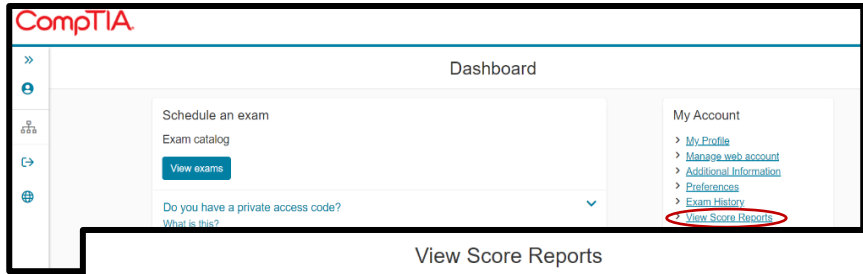 CompTIA.
Dashboard
Schedule an exam
Exam catalog
View exams
Do you have a private access code?
What is this?
My Account
My Profile
Manage web account
Additional Information
Preferences
Exam History
View Score Reports
View Score Reports